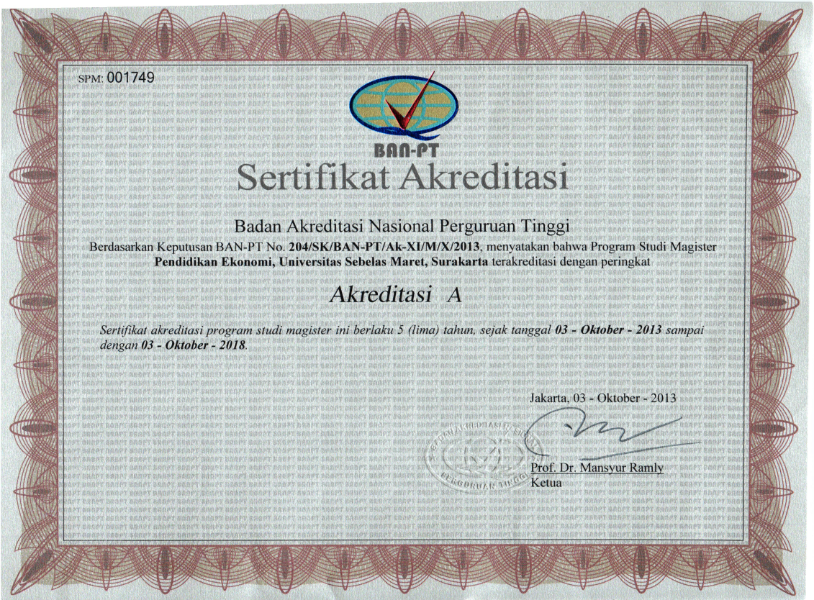 SPM: 001749
BAN-PT
Sertifikat Akreditasi
Badan Akreditasi Nasional Perguruan Tinggi
Berdasarkan Keputusan BAN-PT No. 204/SK/BAN-PT/Ak-XI/M/X/2013, menyatakan bahwa Program Studi Magister
Pendidikan Ekonomi, Universitas Sebelas Maret, Surakarta terakreditasi dengan peringkat
Akreditasi A
Sertifikat akreditasi program studi magister ini berlaku 5 (lima) tahun, sejak tanggal 03 - Oktober - 2013 sampai
dengan 03 - Oktober - 2018.
Jakarta, 03 - Oktober - 2013
Prof. Dr. Mansyur Ramly
Ketua